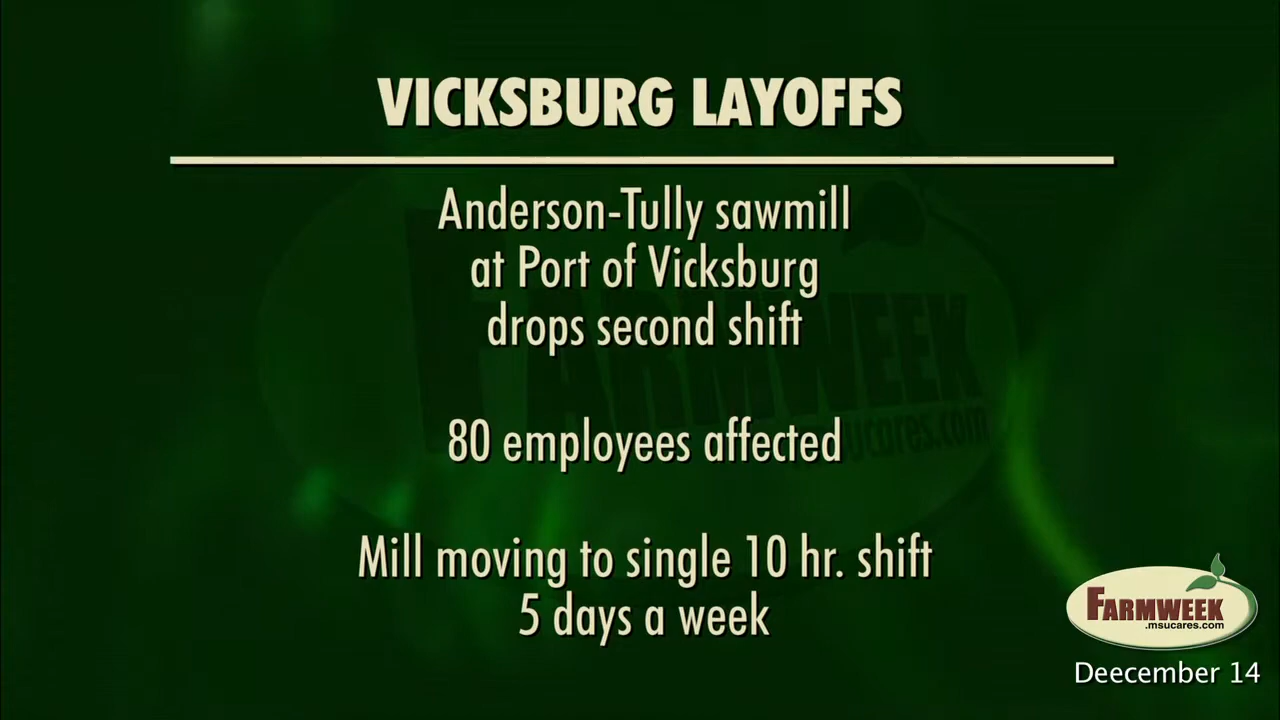 VICKSBURG LAYOFFS
Anderson-Tully sawmill
at Port of Vicksburg
drops second shift
80 employees affected
Mill moving to single 10 hr. shift
5 days a week
FARMWEEK
.msucares.com
Deecember 14